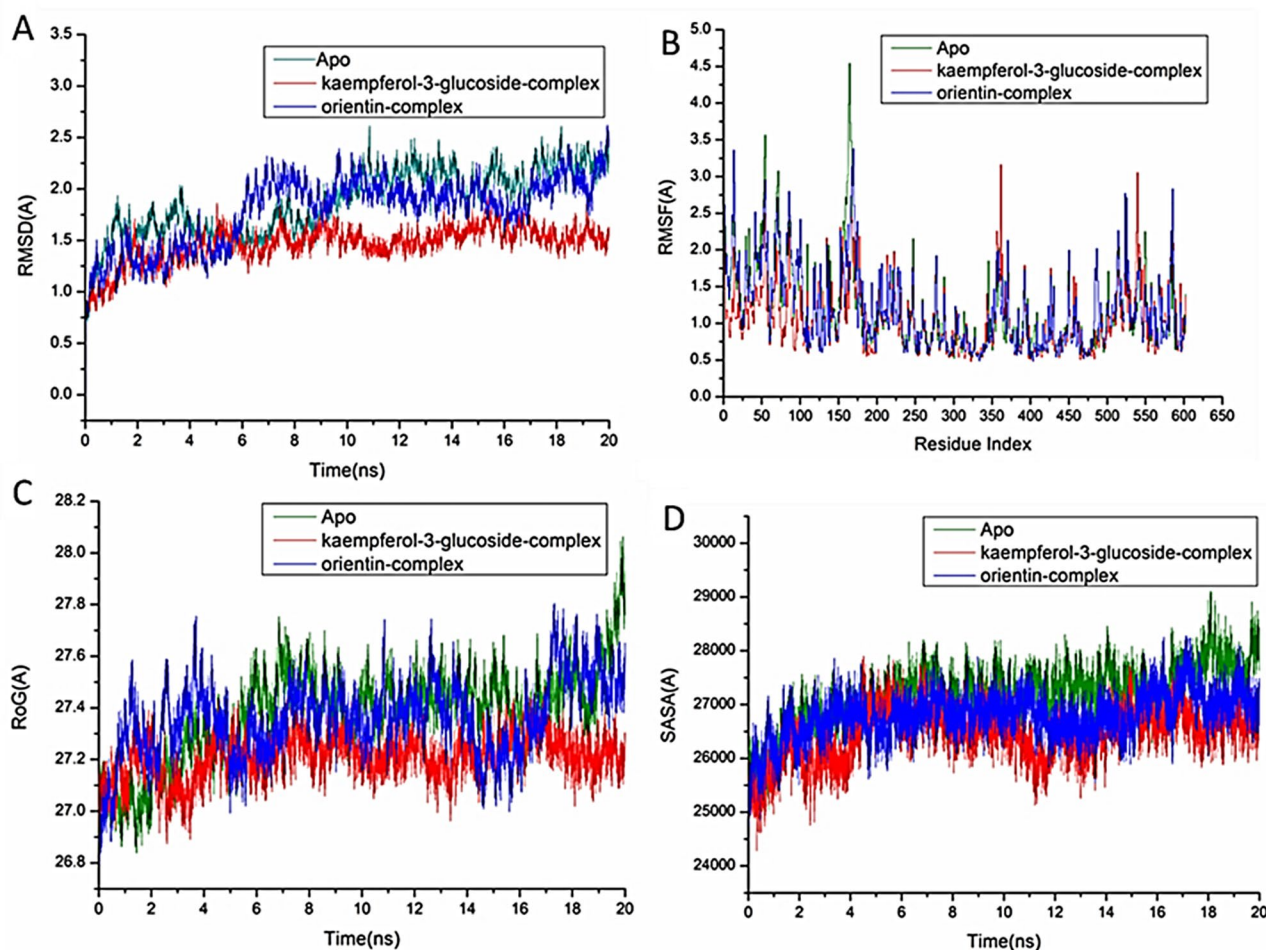 A
3.5
3.0
2.5
2.0
1.5
1.0
0.5
0.0
RMSD(A)
Apo
kaempferol-3-glucoside-complex
orientin-complex
0 2 4 6 8 10 12 14 16 18 20
Time(ns)
B
5.0
4.5
4.0
3.5
3.0
2.5
2.0
1.5
1.0
0.5
0.0
RMSF(A)
Apo
kaempferol-3-glucoside-complex
orientin-complex
0 50 100 150 200 250 300 350 400 450 500 550 600 650
Residue Index
C
28.2
28.0
27.8
27.6
27.4
27.2
27.0
26.8
RoG(A)
Apo
kaempferol-3-glucoside-complex
orientin-complex
0 2 4 6 8 10 12 14 16 18 20
Time(ns)
D
30000
29000
28000
27000
26000
25000
24000
SASA(A)
Apo
kaempferol-3-glucoside-complex
orientin-complex
0 2 4 6 8 10 12 14 16 18 20
Time(ns)